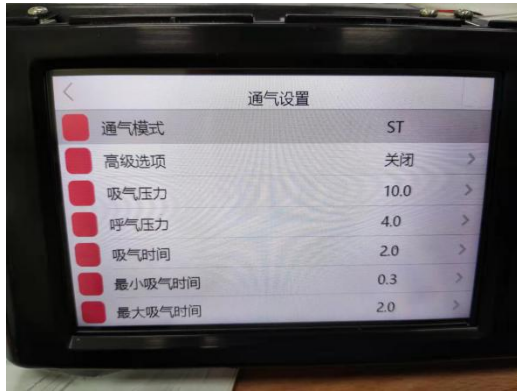 通气设置
通气模式 ST
高级选项 关闭
吸气压力 10.0
呼气压力 4.0
吸气时间 2.0
最小吸气时间 0.3
最大吸气时间 2.0